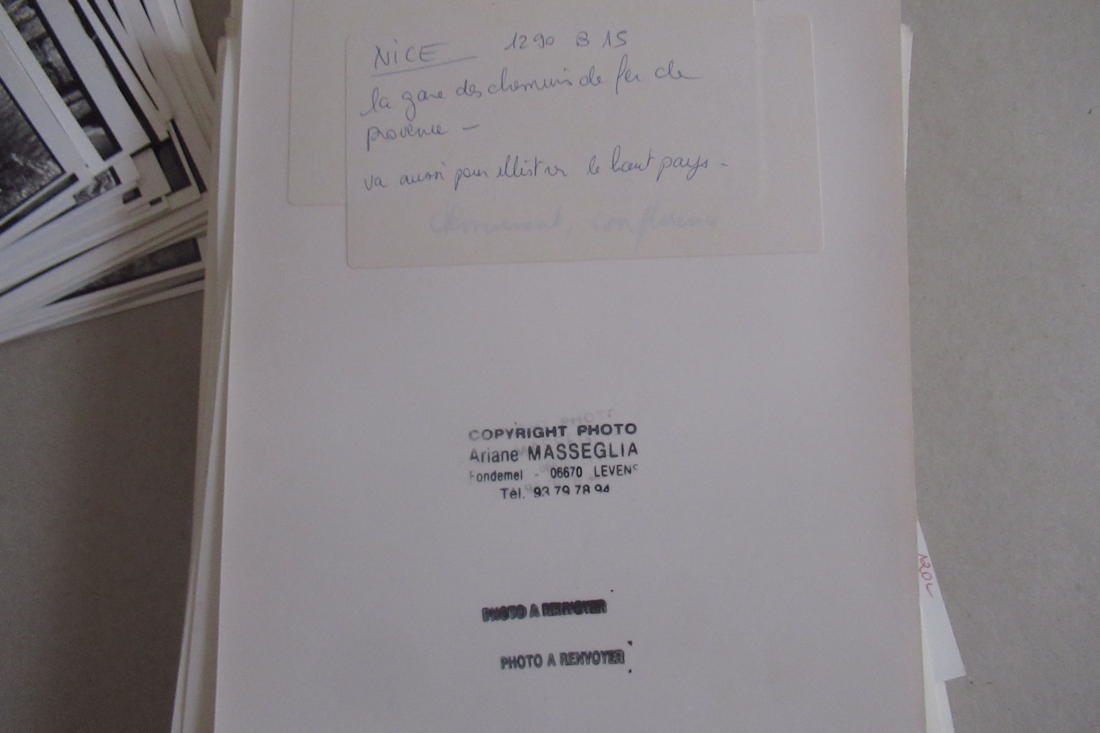 NICE 1290 B 15
la gare des chemins de fer de
provence -
va aussi pour illustrer le haut pays -
COPYRIGHT PHOTO
Ariane MASSEGLIA
Fondemel - 06670 LEVENS
Tél. 93 79 78 94
PHOTO A RENVOYER
PHOTO A RENVOYER